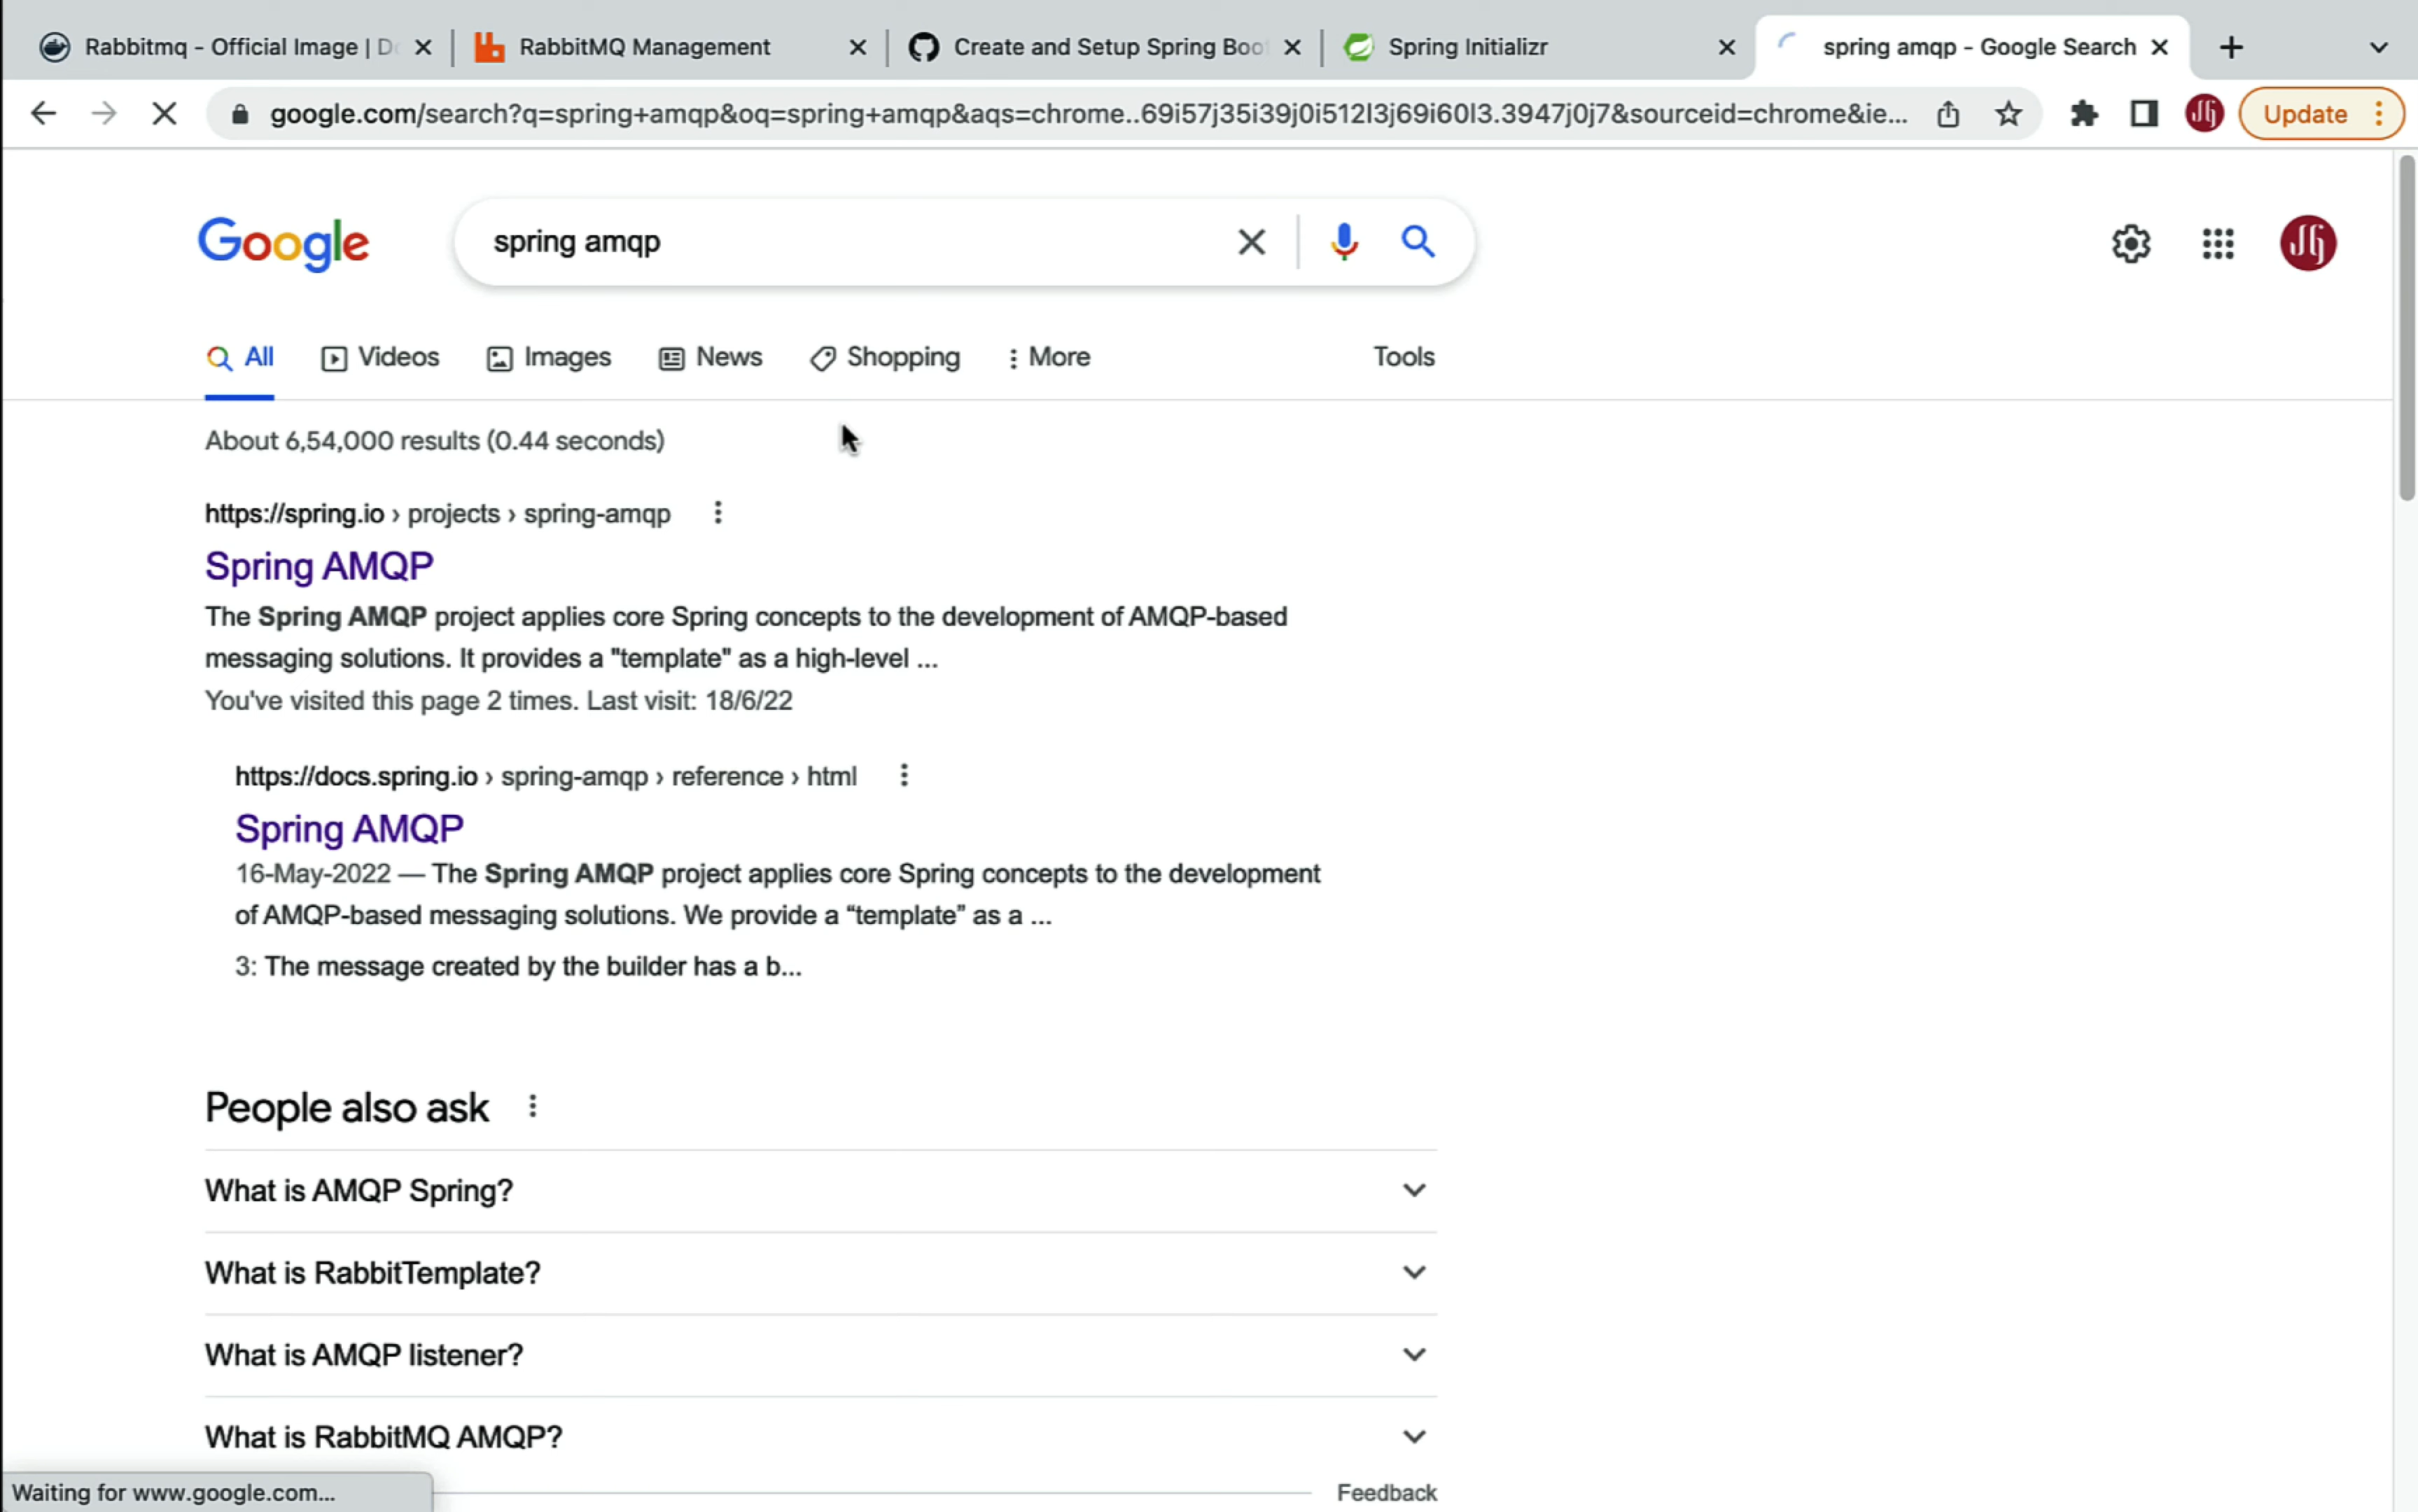 Rabbitmq - Official Image | Do
RabbitMQ Management
Create and Setup Spring Boot
Spring Initializr
spring amqp - Google Search
google.com/search?q=spring+amqp&oq=spring+amqp&aqs=chrome..69i57j35i39j0i512l3j69i60l3.3947j0j7&sourceid=chrome&ie...
Update
Google
spring amqp
All
Videos
Images
News
Shopping
More
Tools
About 6,54,000 results (0.44 seconds)
https://spring.io › projects › spring-amqp
Spring AMQP
The Spring AMQP project applies core Spring concepts to the development of AMQP-based
messaging solutions. It provides a "template" as a high-level ...
You've visited this page 2 times. Last visit: 18/6/22
https://docs.spring.io › spring-amqp › reference › html
Spring AMQP
16-May-2022 — The Spring AMQP project applies core Spring concepts to the development
of AMQP-based messaging solutions. We provide a “template” as a ...
3: The message created by the builder has a b...
People also ask
What is AMQP Spring?
What is RabbitTemplate?
What is AMQP listener?
What is RabbitMQ AMQP?
Waiting for www.google.com...
Feedback